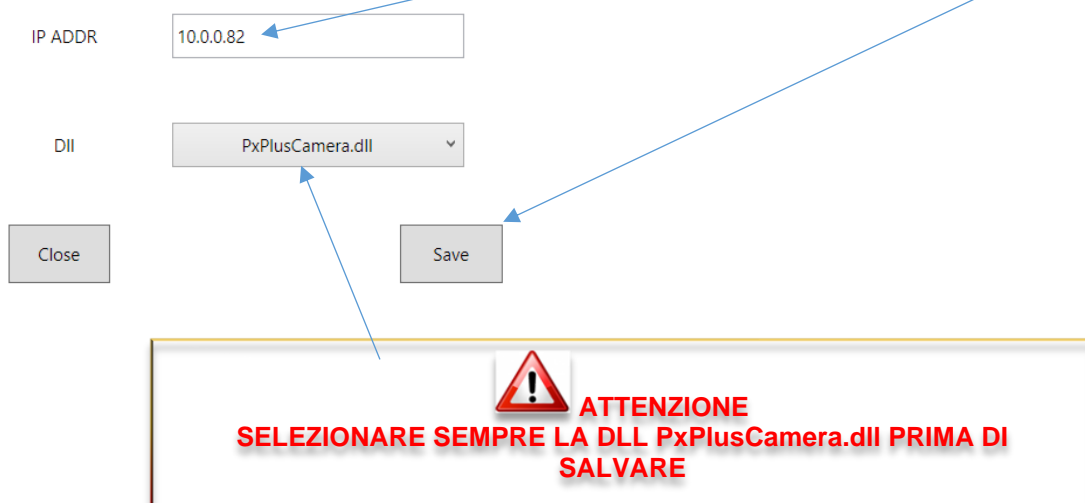 IP ADDR 10.0.0.82
Dll PxPlusCamera.dll
Close Save
ATTENZIONE
SELEZIONARE SEMPRE LA DLL PxPlusCamera.dll PRIMA DI
SALVARE